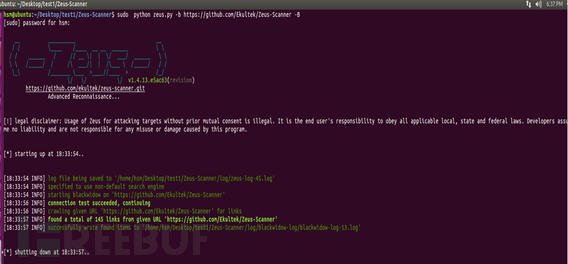 ubuntu: ~/Desktop/test1/Zeus-Scanner
6:37 PM
hsm@ubuntu:~/Desktop/test1/Zeus-Scanner$ sudo python zeus.py -b https://github.com/Ekultek/Zeus-Scanner -B
[sudo] password for hsm:
v1.4.13.e5ac63(revision)
https://github.com/ekultek/zeus-scanner.git
Advanced Reconnaissance...
[!] legal disclaimer: Usage of Zeus for attacking targets without prior mutual consent is illegal. It is the end user's responsibility to obey all applicable local, state and federal laws. Developers assu
me no liability and are not responsible for any misuse or damage caused by this program.
[*] starting up at 18:33:54..
[18:33:54 INFO] log file being saved to '/home/hsm/Desktop/test1/Zeus-Scanner/log/zeus-log-45.log'
[18:33:54 INFO] specified to use non-default search engine
[18:33:54 INFO] starting blackwidow on 'https://github.com/Ekultek/Zeus-Scanner'
[18:33:56 INFO] connection test succeeded, continuing
[18:33:56 INFO] crawling given URL 'https://github.com/Ekultek/Zeus-Scanner' for links
[18:33:57 INFO] found a total of 145 links from given URL 'https://github.com/Ekultek/Zeus-Scanner'
[18:33:57 INFO] successfully wrote found items to '/home/hsm/Desktop/test1/Zeus-Scanner/log/blackwidow-log/blackwidow-log-13.log'
REEBUF
[*] shutting down at 18:33:57..